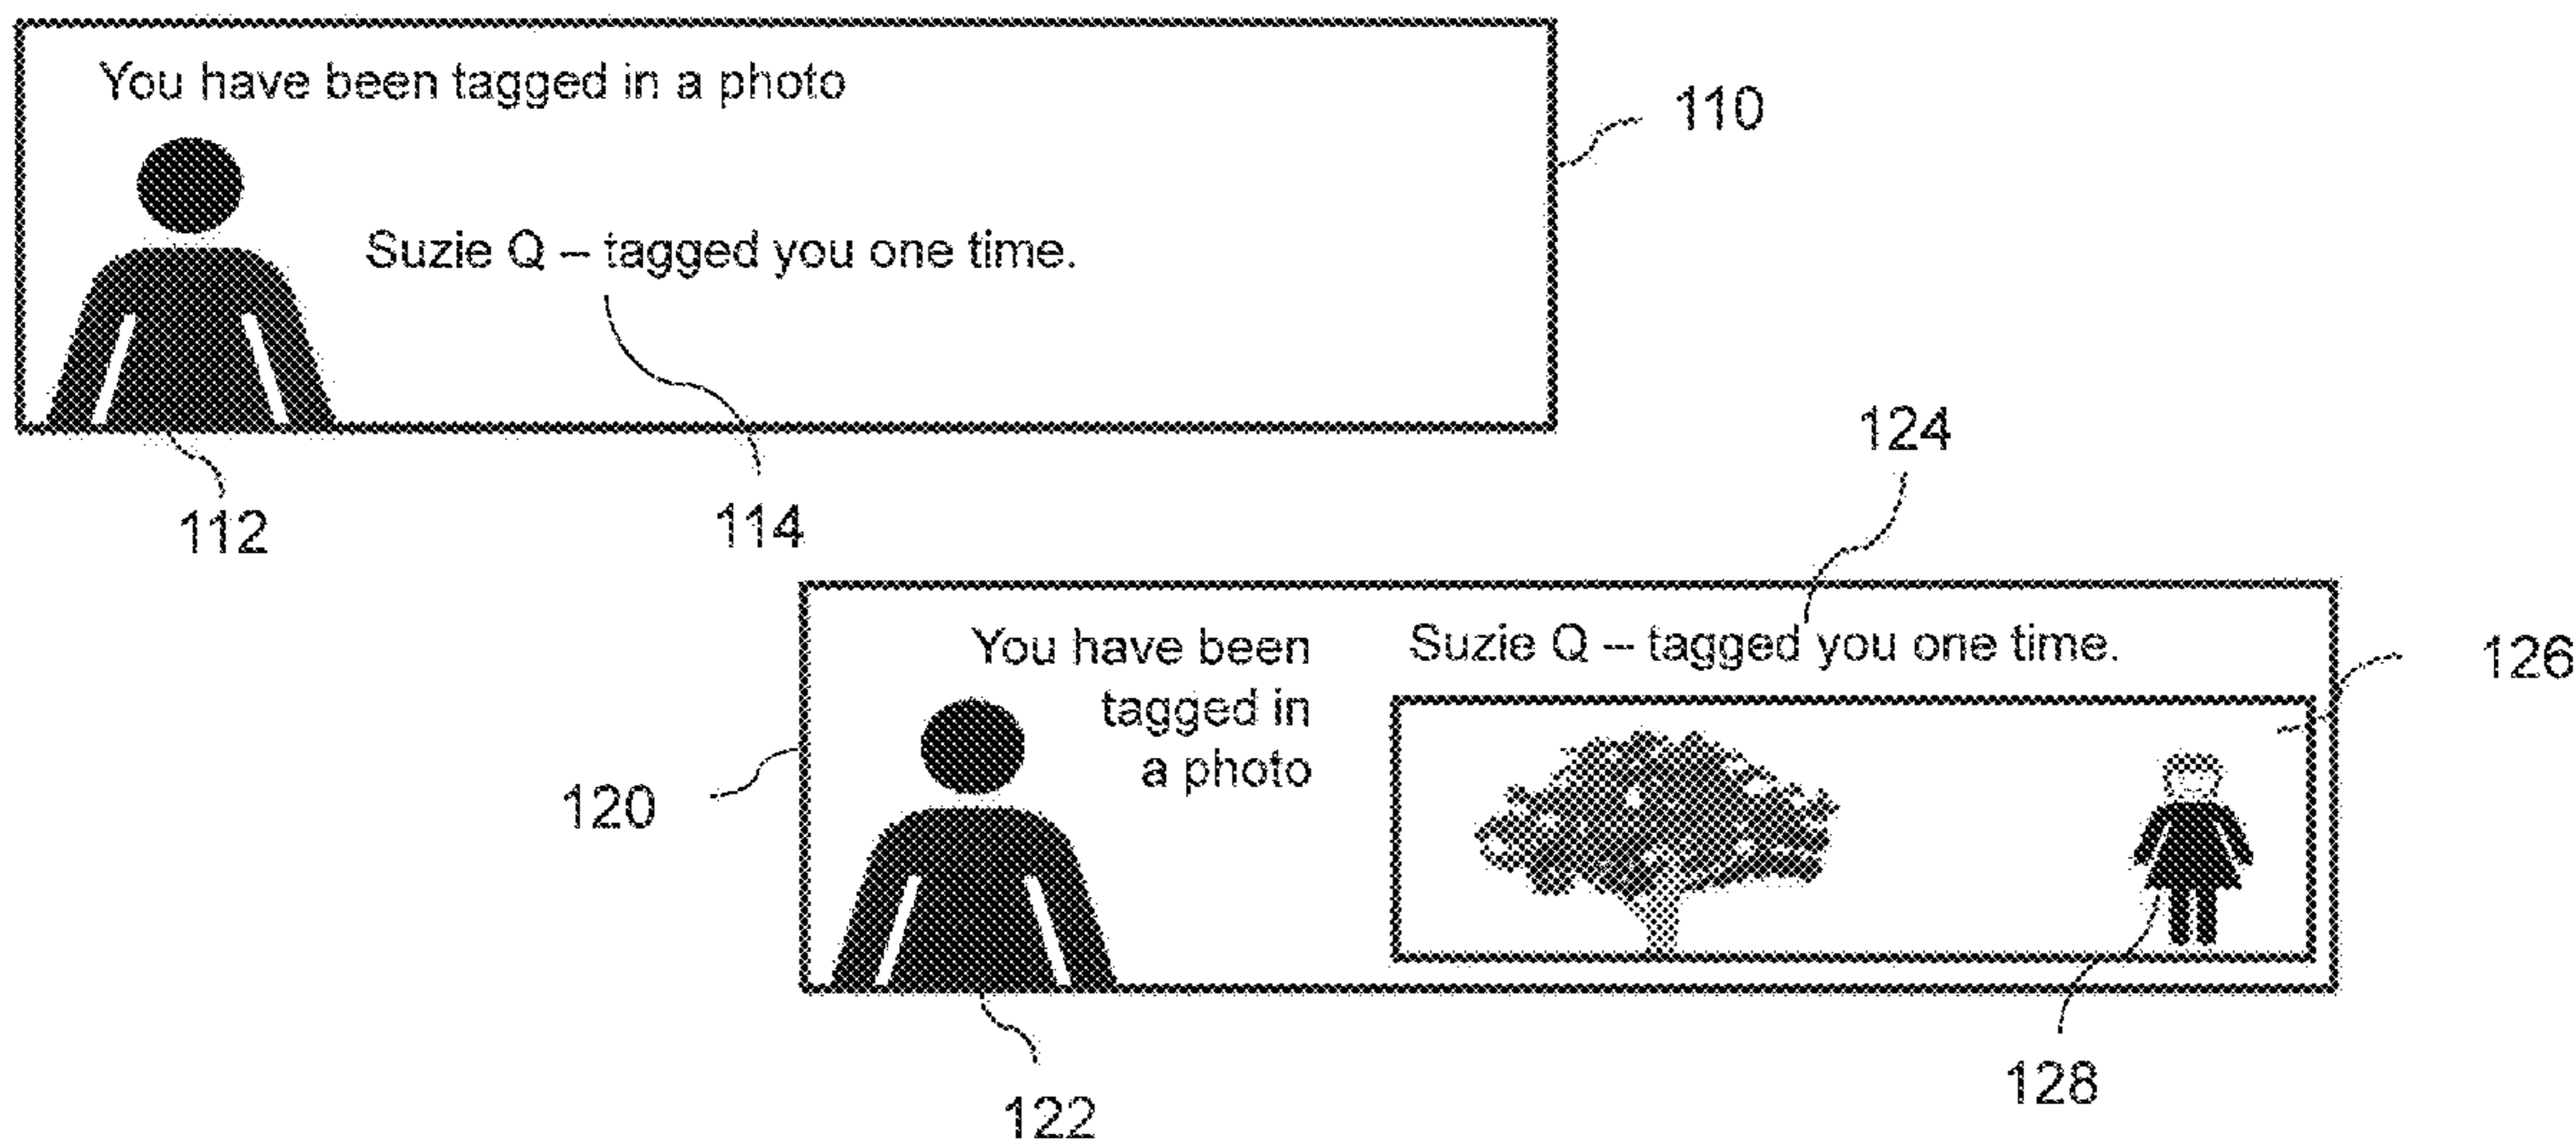 You have been tagged in a photo
110
Suzie Q -- tagged you one time.
112
114
124
You have been
tagged in
a photo
Suzie Q -- tagged you one time.
126
120
128
122